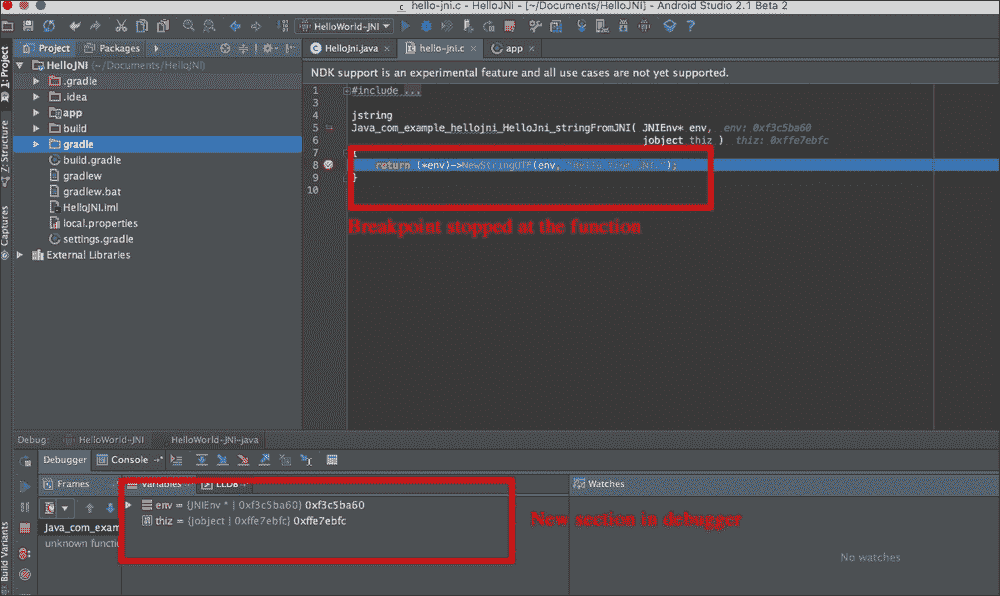 c hello-jni.c - HelloJNI - [~/Documents/HelloJNI] - Android Studio 2.1 Beta 2
HelloWorld-JNI
Project
Packages
HelloJni.java
hello-jni.c
app
1: Project
Z: Structure
Captures
Build Variants
HelloJNI (~/Documents/HelloJNI)
.gradle
.idea
app
build
gradle
build.gradle
gradlew
gradlew.bat
HelloJNI.iml
local.properties
settings.gradle
External Libraries
NDK support is an experimental feature and all use cases are not yet supported.
1 #include ...
3
4 jstring
5 Java_com_example_hellojni_HelloJni_stringFromJNI( JNIEnv* env, env: 0xf3c5ba60
6 jobject thiz ) thiz: 0xffe7ebfc
7 {
8 return (*env)->NewStringUTF(env, "Hello from JNI.");
9 }
10
Breakpoint stopped at the function
Debug: HelloWorld-JNI HelloWorld-JNI-java
Debugger Console
Frames
Variables
LLDB
Watches
Java_com_exam
unknown functio
env = {JNIEnv * | 0xf3c5ba60} 0xf3c5ba60
thiz = {jobject | 0xffe7ebfc} 0xffe7ebfc
New section in debugger
No watches